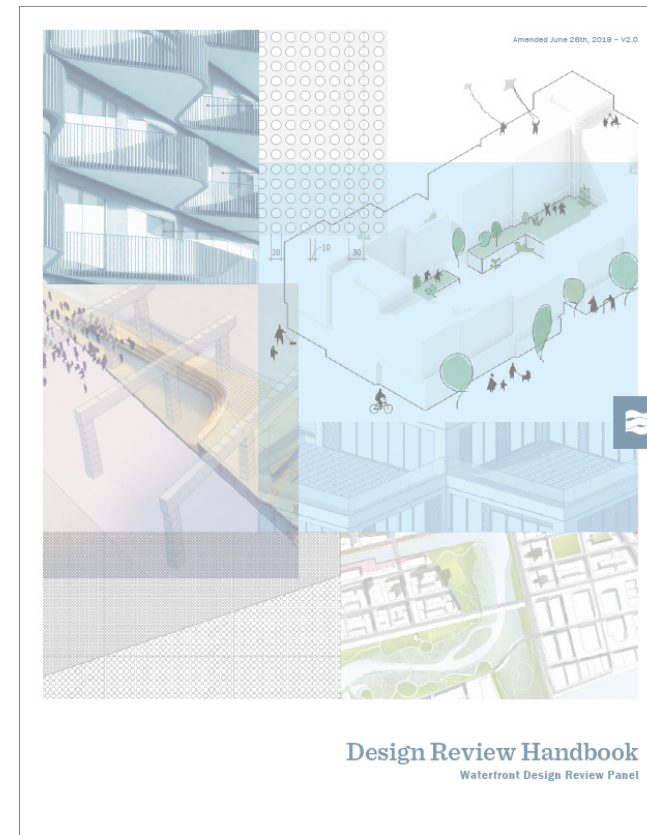 Amended June 26th, 2019 – V2.0
20
10
30
Design Review Handbook
Waterfront Design Review Panel